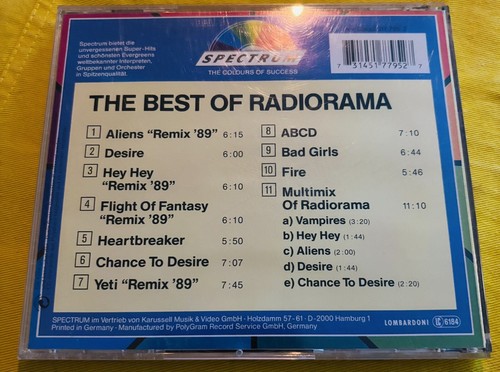 Spectrum bietet die
unvergessenen Super-Hits
und schönsten Evergreens
weltbekannter Interpreten,
Gruppen und Orchester
in Spitzenqualität.
SPECTRUM
THE COLOURS OF SUCCESS
7 31451 77952 7
THE BEST OF RADIORAMA
1 Aliens “Remix ’89” 6:15
2 Desire 6:00
3 Hey Hey
“Remix ’89” 6:10
4 Flight Of Fantasy
“Remix ’89” 6:10
5 Heartbreaker 5:50
6 Chance To Desire 7:07
7 Yeti “Remix ’89” 7:45
8 ABCD 7:10
9 Bad Girls 6:44
10 Fire 5:46
11 Multimix
Of Radiorama 11:10
a) Vampires (3:20)
b) Hey Hey (1:44)
c) Aliens (2:00)
d) Desire (1:44)
e) Chance To Desire (2:20)
SPECTRUM im Vertrieb von Karussell Musik & Video GmbH · Holzdamm 57-61 · D-2000 Hamburg 1
Printed in Germany · Manufactured by PolyGram Record Service GmbH, Germany
LOMBARDONI LC 6184